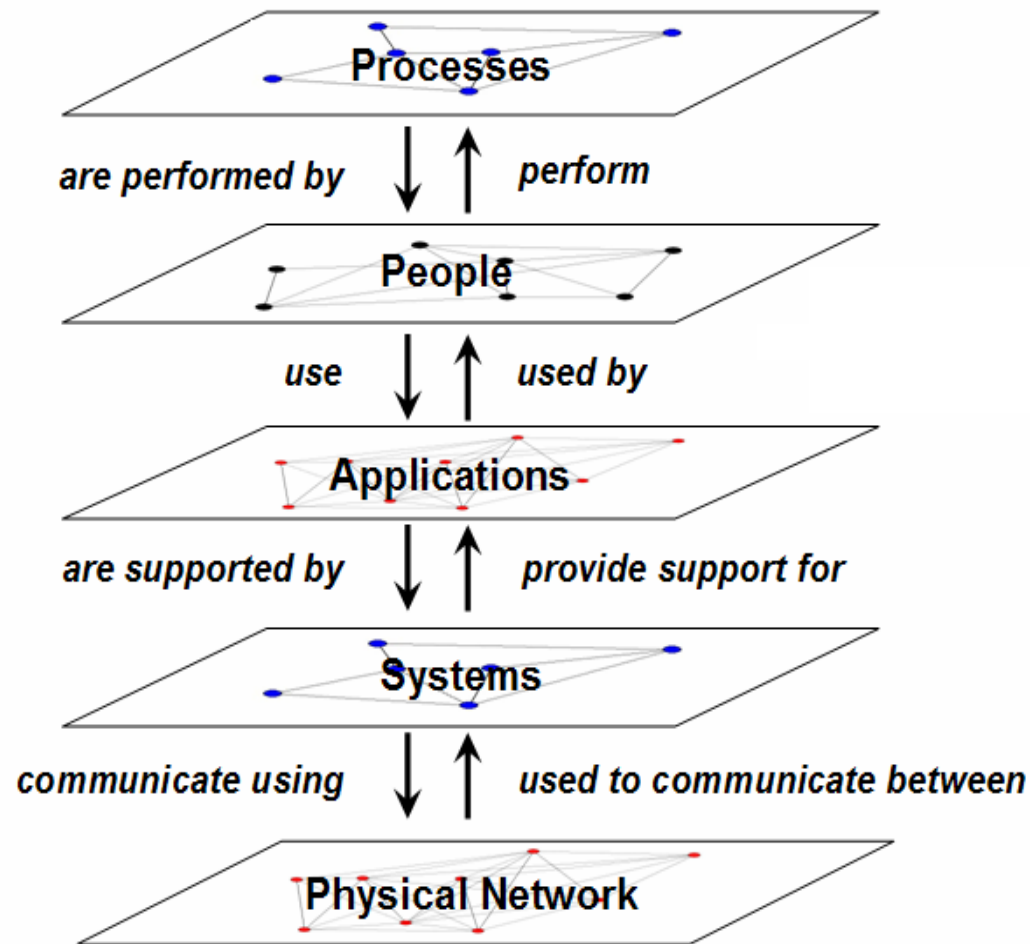 Processes
are performed by
perform
People
use
used by
Applications
are supported by
provide support for
Systems
communicate using
used to communicate between
Physical Network